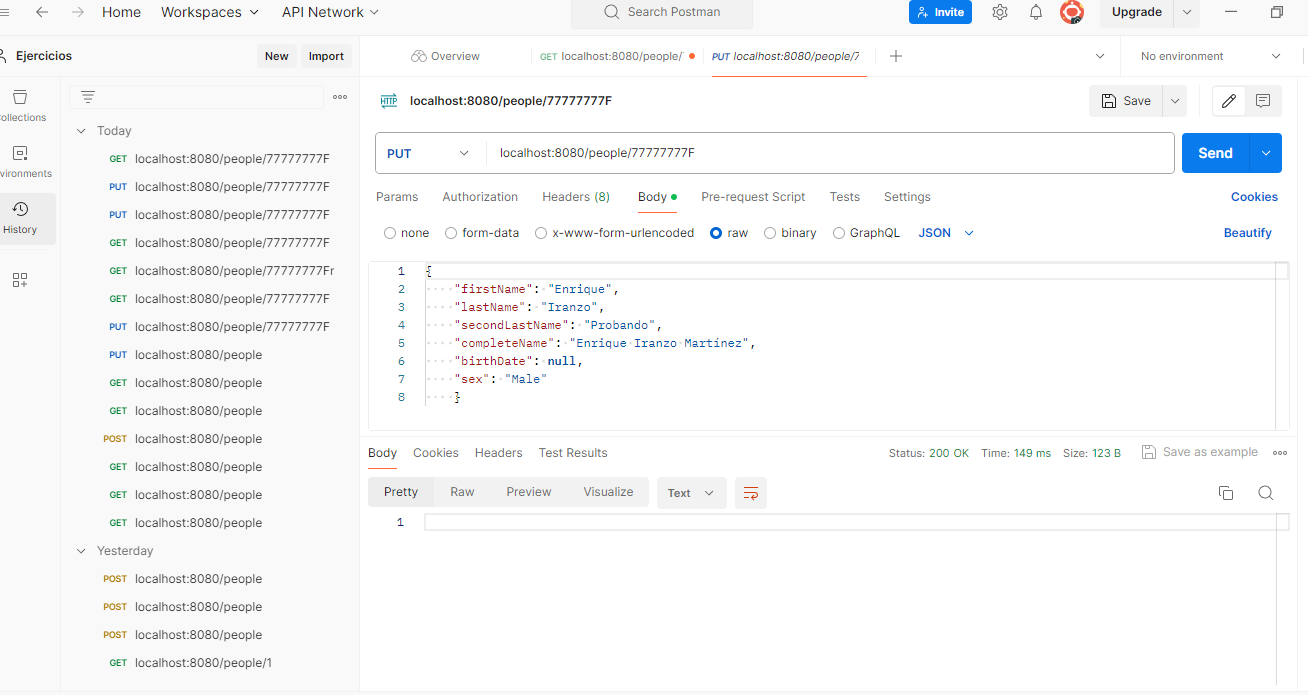 Home Workspaces API Network Search Postman Invite Upgrade
Ejercicios New Import Overview GET localhost:8080/people/ PUT localhost:8080/people/7 No environment
HTTP localhost:8080/people/77777777F Save
ollections
vironments
History
Today
GET localhost:8080/people/77777777F
PUT localhost:8080/people/77777777F
PUT localhost:8080/people/77777777F
GET localhost:8080/people/77777777F
GET localhost:8080/people/77777777Fr
GET localhost:8080/people/77777777F
PUT localhost:8080/people/77777777F
PUT localhost:8080/people
GET localhost:8080/people
GET localhost:8080/people
POST localhost:8080/people
GET localhost:8080/people
GET localhost:8080/people
GET localhost:8080/people
Yesterday
POST localhost:8080/people
POST localhost:8080/people
POST localhost:8080/people
GET localhost:8080/people/1
PUT localhost:8080/people/77777777F Send
Params Authorization Headers (8) Body Pre-request Script Tests Settings Cookies
none form-data x-www-form-urlencoded raw binary GraphQL JSON Beautify
1 {
2 "firstName": "Enrique",
3 "lastName": "Iranzo",
4 "secondLastName": "Probando",
5 "completeName": "Enrique Iranzo Martínez",
6 "birthDate": null,
7 "sex": "Male"
8 }
Body Cookies Headers Test Results Status: 200 OK Time: 149 ms Size: 123 B Save as example
Pretty Raw Preview Visualize Text
1